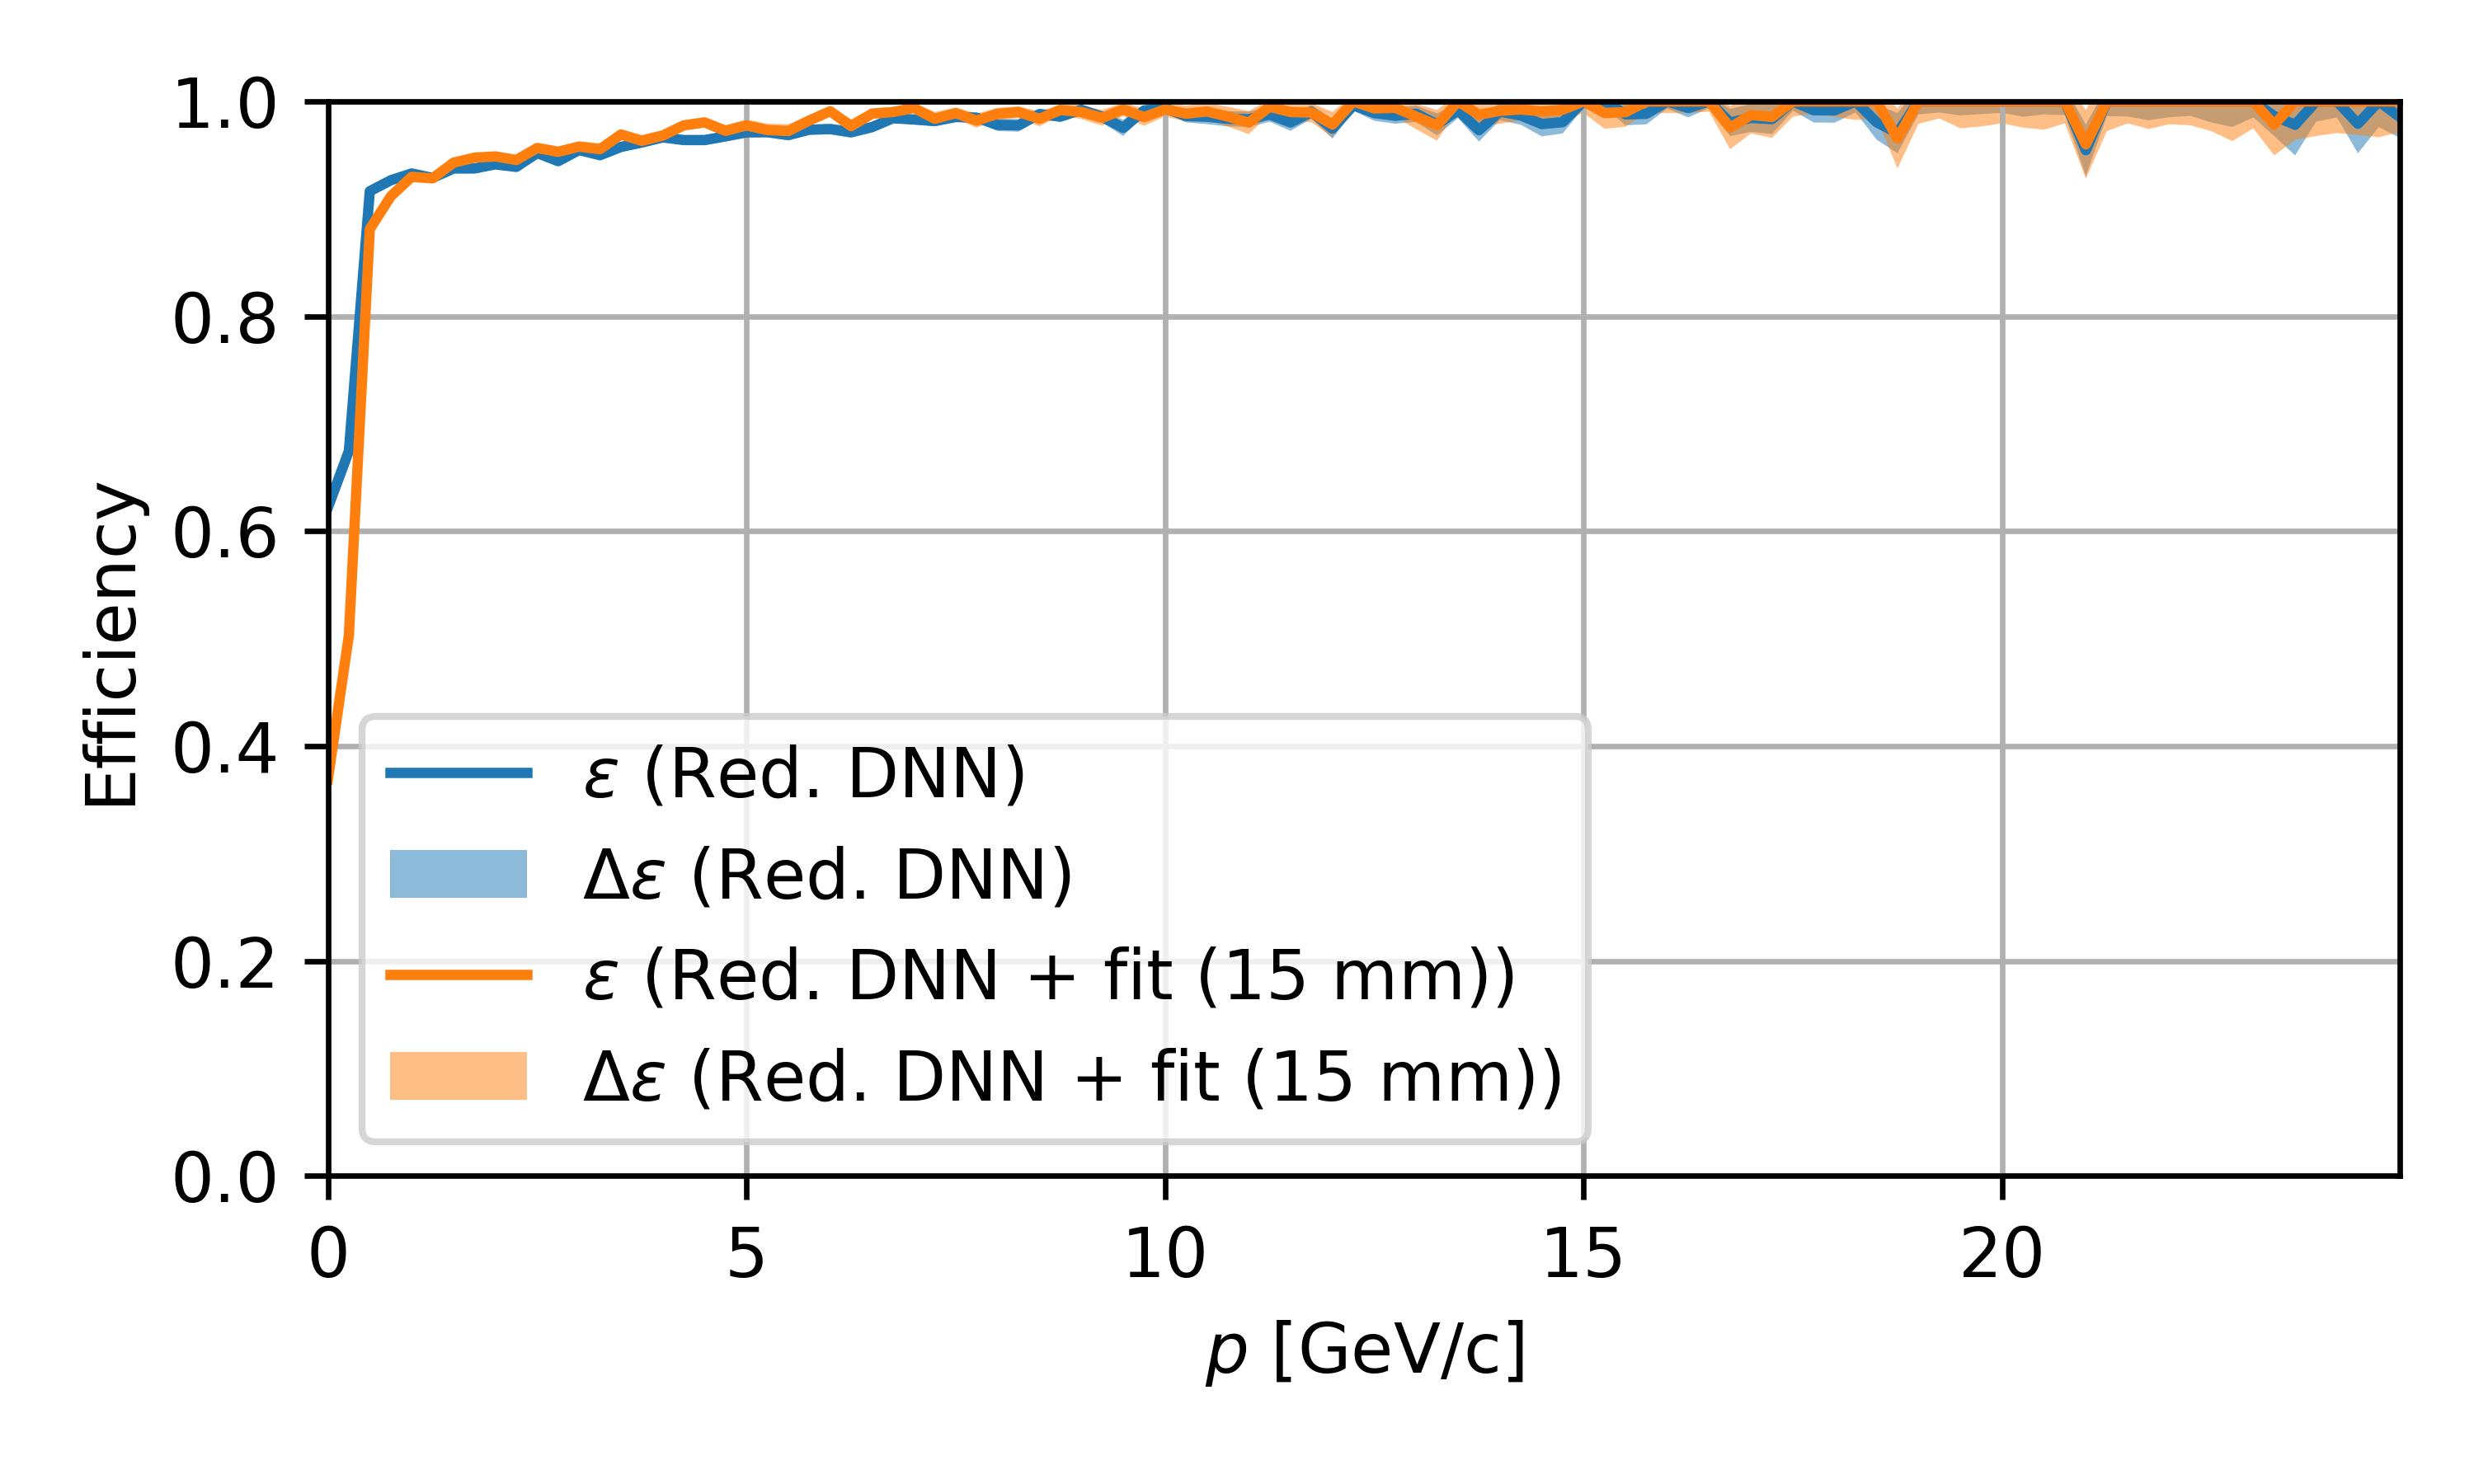 1.0
0.8
0.6
0.4
0.2
0.0
Efficiency
ε (Red. DNN)
Δε (Red. DNN)
ε (Red. DNN + fit (15 mm))
Δε (Red. DNN + fit (15 mm))
0 5 10 15 20
p [GeV/c]